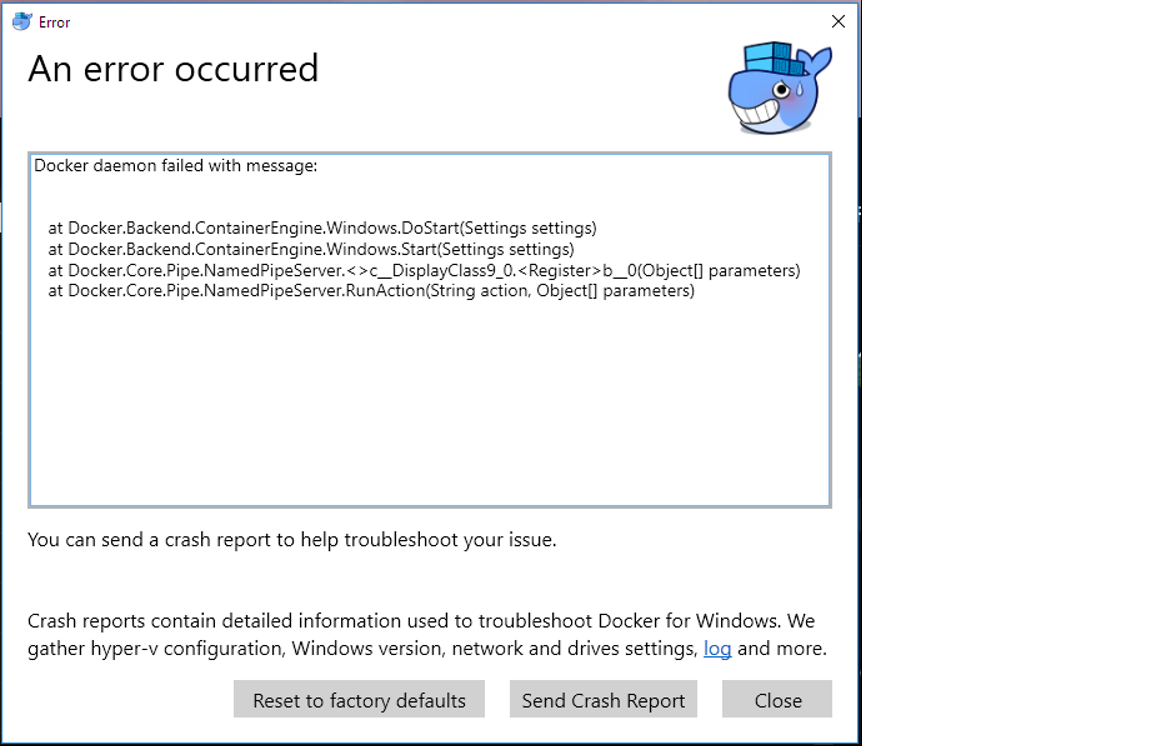 Error
An error occurred
Docker daemon failed with message:
at Docker.Backend.ContainerEngine.Windows.DoStart(Settings settings)
at Docker.Backend.ContainerEngine.Windows.Start(Settings settings)
at Docker.Core.Pipe.NamedPipeServer.<>c__DisplayClass9_0.<Register>b__0(Object[] parameters)
at Docker.Core.Pipe.NamedPipeServer.RunAction(String action, Object[] parameters)
You can send a crash report to help troubleshoot your issue.
Crash reports contain detailed information used to troubleshoot Docker for Windows. We
gather hyper-v configuration, Windows version, network and drives settings, log and more.
Reset to factory defaults
Send Crash Report
Close